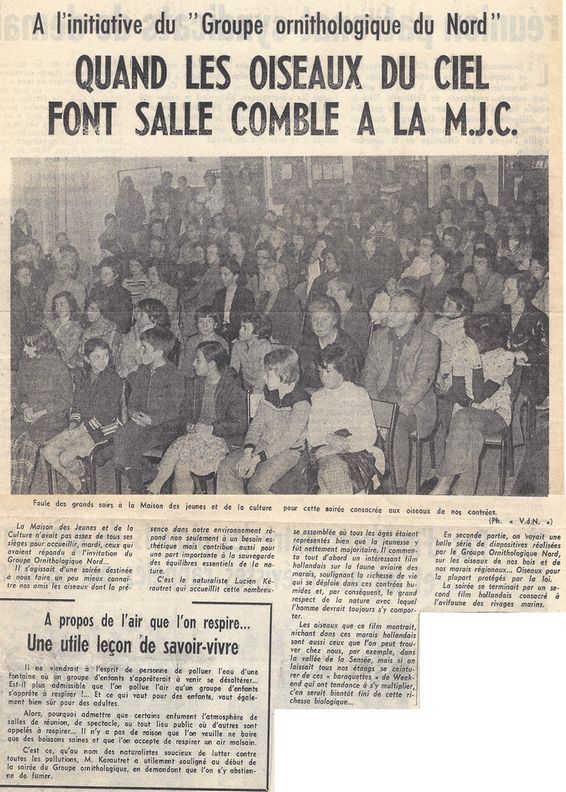 A l'initiative du "Groupe ornithologique du Nord"
QUAND LES OISEAUX DU CIEL
FONT SALLE COMBLE A LA M.J.C.
Foule des grands soirs à la Maison des jeunes et de la culture pour cette soirée consacrée aux oiseaux de nos contrées.
(Ph. « V.d.N. »)
La Maison des Jeunes et de la
Culture n'avait pas assez de tous ses
sièges pour accueillir, mardi, ceux qui
avaient répondu à l'invitation du
Groupe Ornithologique Nord...
Il s'agissait d'une soirée destinée
à nous faire un peu mieux connaî-
tre nos amis les oiseaux dont la pré-
sence dans notre environnement ré-
pond non seulement à un besoin es-
thétique mais contribue aussi pour
une part importante à la sauvegarde
des équilibres essentiels de la na-
ture.
C'est le naturaliste Lucien Ké-
rautret qui accueillit cette nombreu-
se assemblée où tous les âges étaient
représentés bien que la jeunesse y
fût nettement majoritaire. Il commen-
ta tout d'abord un intéressant film
hollandais sur la faune aviaire des
marais, soulignant la richesse de vie
qui se déploie dans ces contrées hu-
mides et, par conséquent, le grand
respect de la nature avec lequel
l'homme devrait toujours s'y compor-
ter.
Les oiseaux que ce film montrait,
nichant dans ces marais hollandais
sont aussi ceux que l'on peut trou-
ver chez nous, par exemple, dans
la vallée de la Sensée, mais si on
laissait tous nos étangs se ceintu-
rer de ces « baraquettes » de Week-
end qui ont tendance à s'y multiplier,
c'en serait bientôt fini de cette ri-
chesse biologique...
En seconde partie, on voyait une
belle série de diapositives réalisées
par le Groupe Ornithologique Nord,
sur les oiseaux de nos bois et de
nos marais régionaux... Oiseaux pour
la plupart protégés par la loi.
La soirée se terminait par un se-
cond film hollandais consacré à
l'avifaune des rivages marins.
A propos de l'air que l'on respire...
Une utile leçon de savoir-vivre
Il ne viendrait à l'esprit de personne de polluer l'eau d'une
fontaine où un groupe d'enfants s'apprêterait à venir se désaltérer...
Est-il plus admissible que l'on pollue l'air qu'un groupe d'enfants
s'apprête à respirer !... Et ce qui vaut pour des enfants, vaut égale-
ment bien sûr pour des adultes.
Alors, pourquoi admettre que certains enfument l'atmosphère de
salles de réunion, de spectacle, ou tout lieu public où d'autres sont
appelés à respirer... Il n'y a pas de raison que l'on veuille ne boire
que des boissons saines et que l'on accepte de respirer un air malsain.
C'est ce, qu'au nom des naturalistes soucieux de lutter contre
toutes les pollutions, M. Kerautret a utilement souligné au début de
la soirée du Groupe ornithologique, en demandant que l'on s'y abstien-
ne de fumer.